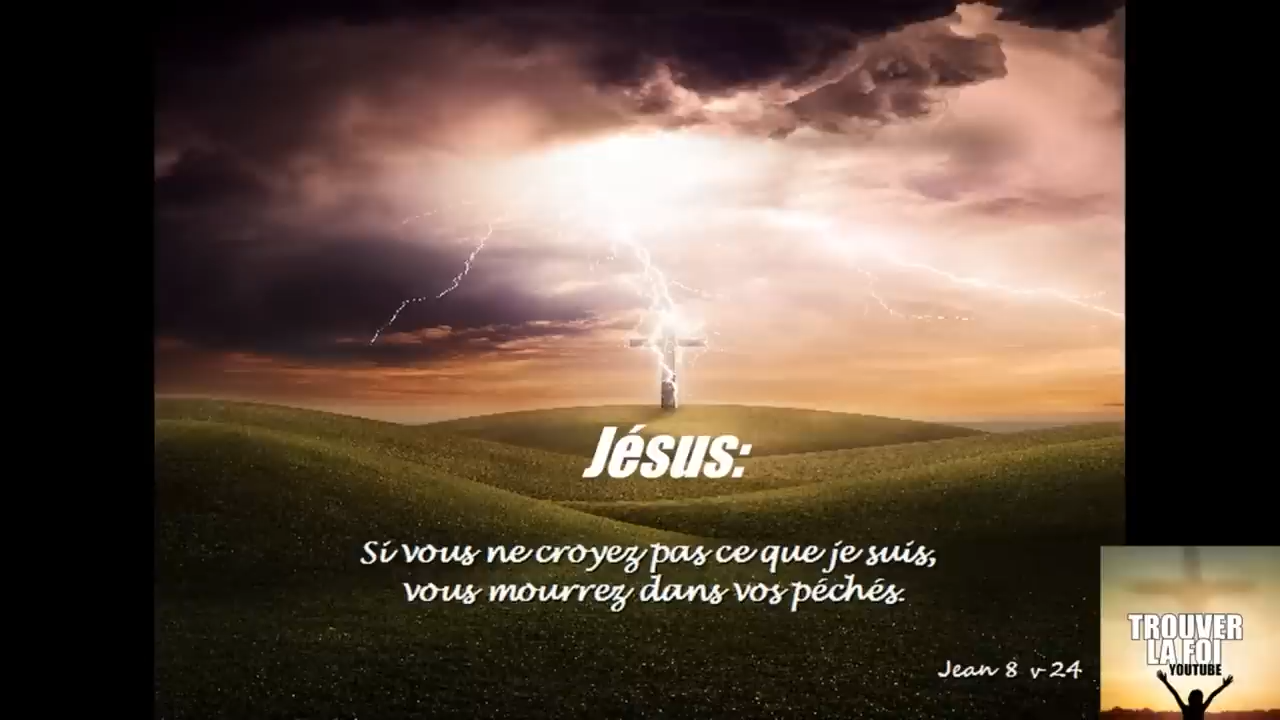 Jésus:
Si vous ne croyez pas ce que je suis,
vous mourrez dans vos péchés.
Jean 8 v 24
TROUVER
LA FOI
YOUTUBE